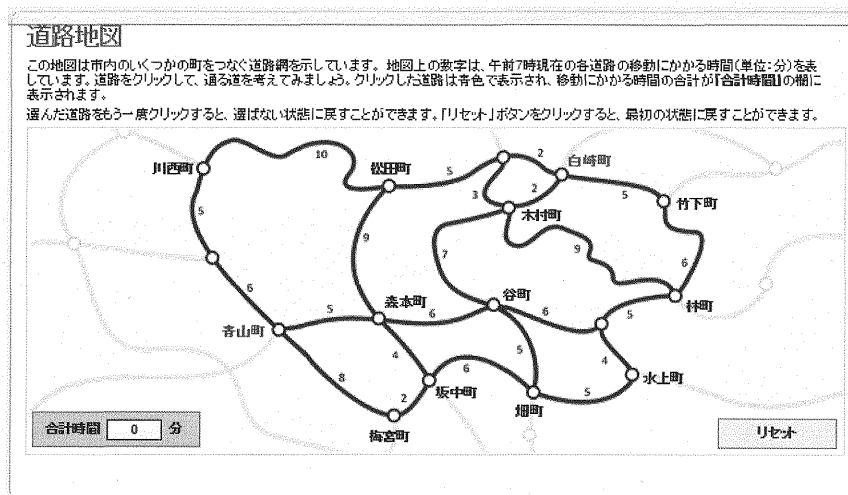 道路地図
この地図は市内のいくつかの町をつなぐ道路網を示しています。地図上の数字は、午前7時現在の各道路の移動にかかる時間(単位:分)を表
しています。道路をクリックして、通る道を考えてみましょう。クリックした道路は青色で表示され、移動にかかる時間の合計が「合計時間」の欄に
表示されます。
選んだ道路をもう一度クリックすると、選ばない状態に戻すことができます。「リセット」ボタンをクリックすると、最初の状態に戻すことができます。
10
2
白崎町
川西町
松田町
5
3
2
5
竹下町
木村町
5
9
7
9
6
6
谷町
林町
森本町
5
6
6
5
青山町
4
5
4
8
6
水上町
2
坂中町
5
畑町
梅宮町
合計時間 0 分
リセット